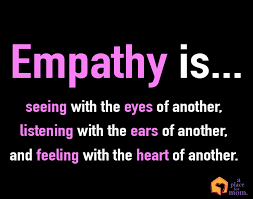 Empathy is...
seeing with the eyes of another,
listening with the ears of another,
and feeling with the heart of another.
a
place for
mom.